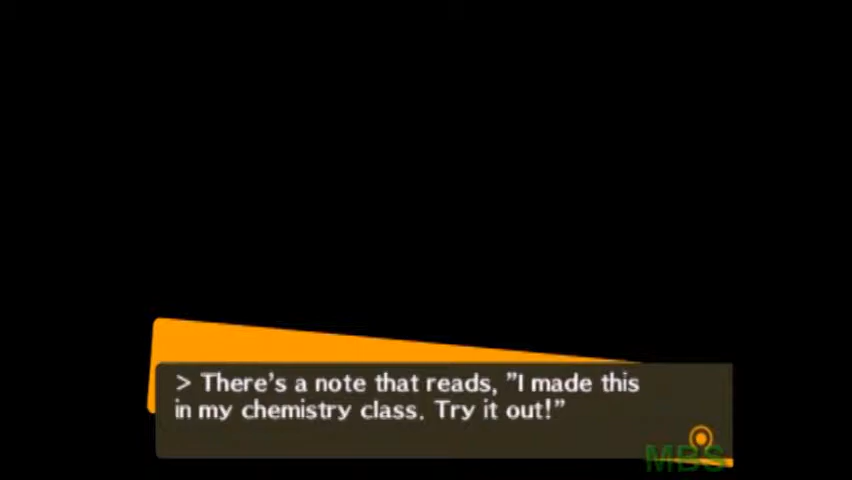 > There's a note that reads, "I made this
in my chemistry class. Try it out!"
MBS